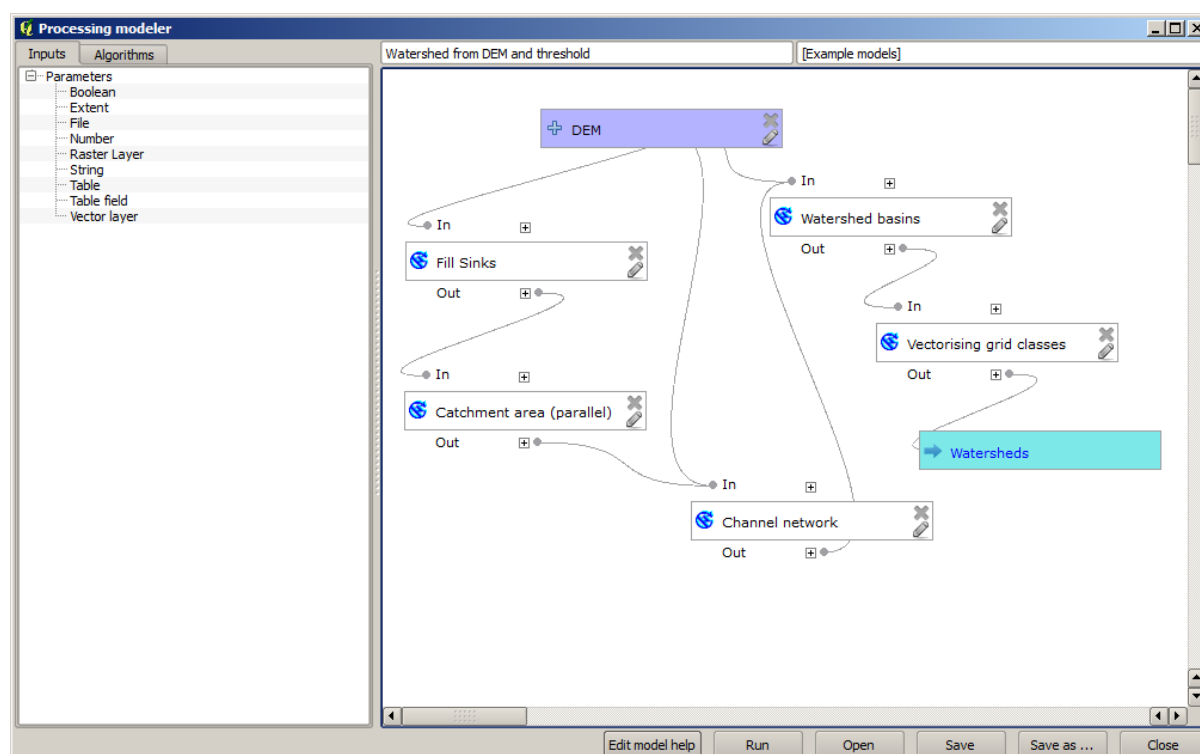 Processing modeler
Inputs
Algorithms
Parameters
Boolean
Extent
File
Number
Raster Layer
String
Table
Table field
Vector layer
Watershed from DEM and threshold
[Example models]
DEM
In
Watershed basins
Out
In
Fill Sinks
Out
In
Vectorising grid classes
Out
In
Catchment area (parallel)
Out
Watersheds
In
Channel network
Out
Edit model help
Run
Open
Save
Save as ...
Close